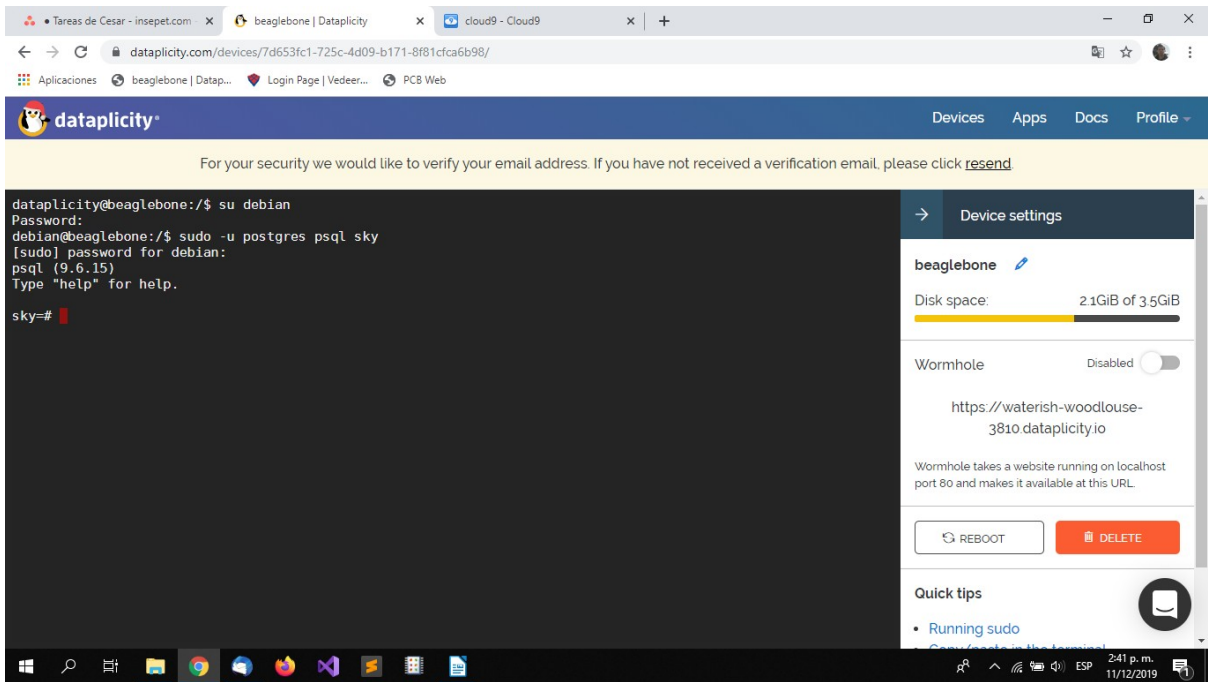 • Tareas de Cesar - insepet.com -
beaglebone | Dataplicity
cloud9 - Cloud9
dataplicity.com/devices/7d653fc1-725c-4d09-b171-8f81cfca6b98/
Aplicaciones
beaglebone | Datap...
Login Page | Vedeer...
PCB Web
dataplicity
Devices Apps Docs Profile
For your security we would like to verify your email address. If you have not received a verification email, please click resend.
dataplicity@beaglebone:/$ su debian
Password:
debian@beaglebone:/$ sudo -u postgres psql sky
[sudo] password for debian:
psql (9.6.15)
Type "help" for help.
sky=#
Device settings
beaglebone
Disk space: 2.1GiB of 3.5GiB
Wormhole Disabled
https://waterish-woodlouse-
3810.dataplicity.io
Wormhole takes a website running on localhost
port 80 and makes it available at this URL.
REBOOT DELETE
Quick tips
• Running sudo
• Copy/paste in the terminal
ESP
2:41 p. m.
11/12/2019
1